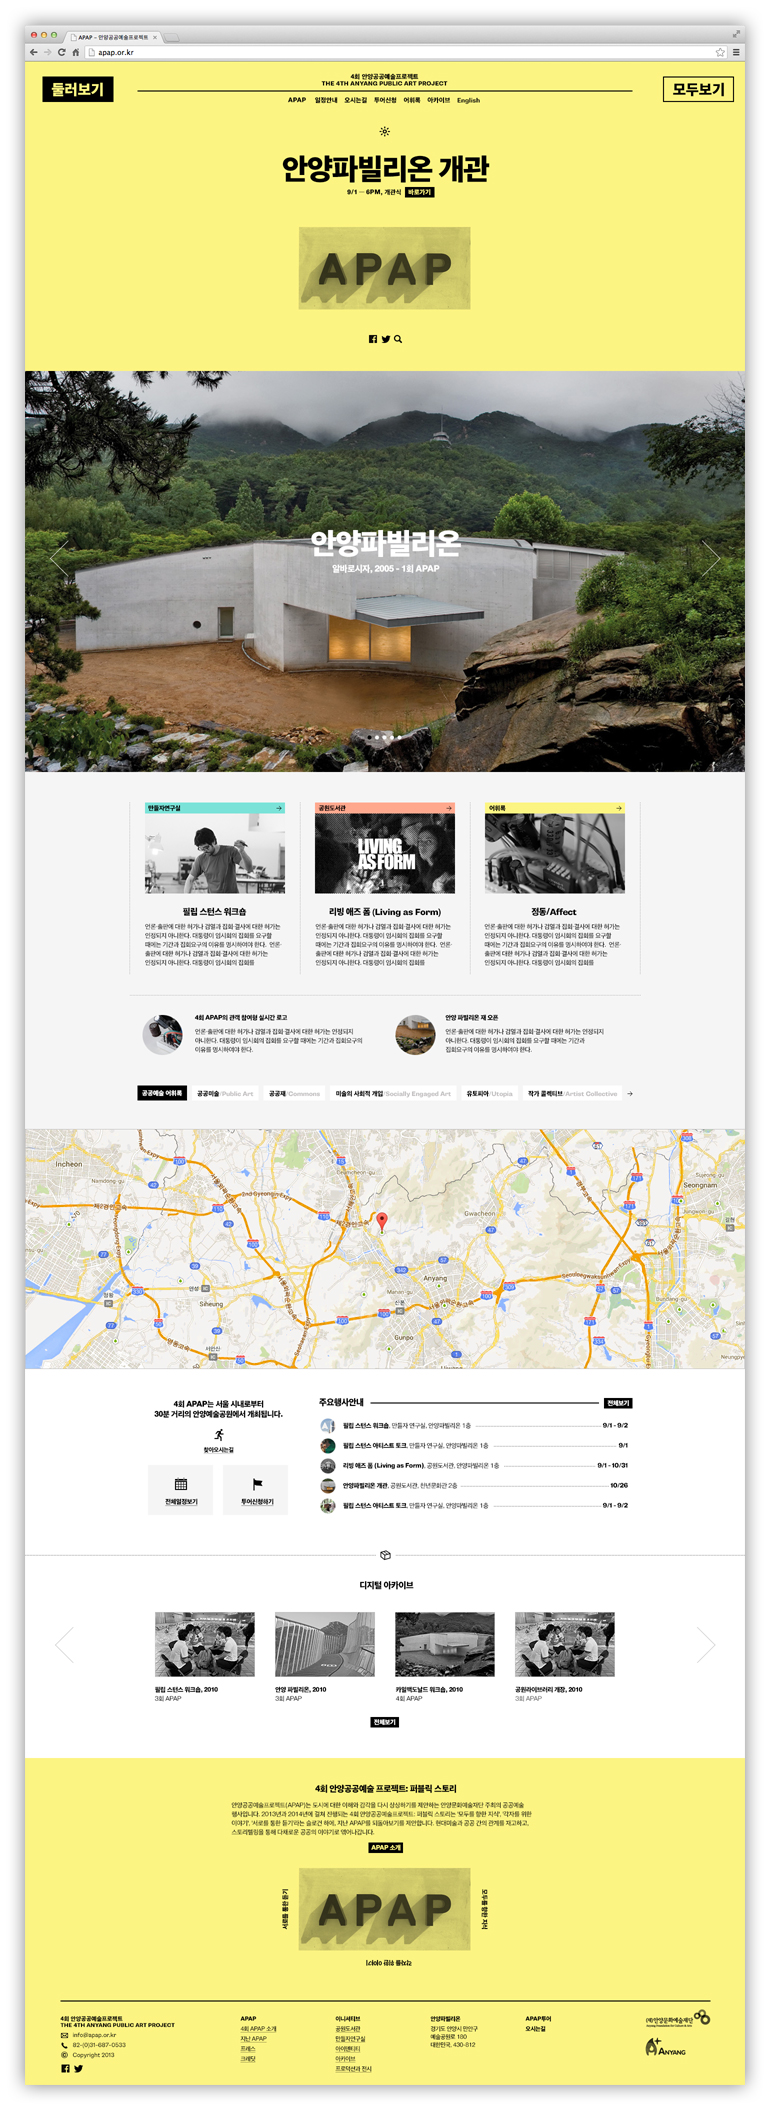 APAP – 안양공공예술프로젝트
apap.or.kr
둘러보기
4회 안양공공예술프로젝트
THE 4TH ANYANG PUBLIC ART PROJECT
모두보기
APAP 일정안내 오시는길 투어신청 어휘록 아카이브 English
안양파빌리온 개관
9/1 — 6PM, 개관식 바로가기
APAP
안양파빌리온
알바로시자, 2005 - 1회 APAP
만들자연구실 →
공원도서관 →
어휘록 →
LIVING
AS FORM
필립 스턴스 워크숍
리빙 애즈 폼 (Living as Form)
정동/Affect
언론·출판에 대한 허가나 검열과 집회·결사에 대한 허가는
인정되지 아니한다. 대통령이 임시회의 집회를 요구할
때에는 기간과 집회요구의 이유를 명시하여야 한다. 언론·
출판에 대한 허가나 검열과 집회·결사에 대한 허가는
인정되지 아니한다. 대통령이 임시회의 집회를
언론·출판에 대한 허가나 검열과 집회·결사에 대한 허가는
인정되지 아니한다. 대통령이 임시회의 집회를 요구할
때에는 기간과 집회요구의 이유를 명시하여야 한다. 언론·
출판에 대한 허가나 검열과 집회·결사에 대한 허가는
인정되지 아니한다. 대통령이 임시회의 집회를
언론·출판에 대한 허가나 검열과 집회·결사에 대한 허가는
인정되지 아니한다. 대통령이 임시회의 집회를 요구할
때에는 기간과 집회요구의 이유를 명시하여야 한다. 언론·
출판에 대한 허가나 검열과 집회·결사에 대한 허가는
인정되지 아니한다. 대통령이 임시회의 집회를
4회 APAP의 관객 참여형 실시간 로고
언론·출판에 대한 허가나 검열과 집회·결사에 대한 허가는 인정되지
아니한다. 대통령이 임시회의 집회를 요구할 때에는 기간과 집회요구의
이유를 명시하여야 한다.
안양 파빌리온 재 오픈
언론·출판에 대한 허가나 검열과 집회·결사에 대한 허가는 인정되지
아니한다. 대통령이 임시회의 집회를 요구할 때에는 기간과
집회요구의 이유를 명시하여야 한다.
공공예술 어휘록 공공미술/Public Art 공공재/Commons 미술의 사회적 개입/Socially Engaged Art 유토피아/Utopia 작가 콜렉티브/Artist Collective →
Incheon
Seongnam
Gwacheon
Anyang
Siheung
Gunpo
4회 APAP는 서울 시내로부터
30분 거리의 안양예술공원에서 개최됩니다.
찾아오시는길
전체일정보기
투어신청하기
주요행사안내 전체보기
필립 스턴스 워크숍, 만들자 연구실, 안양파빌리온 1층 9/1 - 9/2
필립 스턴스 아티스트 토크, 만들자 연구실, 안양파빌리온 1층 9/1
리빙 애즈 폼 (Living as Form), 공원도서관, 안양파빌리온 1층 9/1 - 10/31
안양파빌리온 개관, 공원도서관, 천년문화관 2층 10/26
필립 스턴스 아티스트 토크, 만들자 연구실, 안양파빌리온 1층 9/1 - 9/2
디지털 아카이브
필립 스턴스 워크숍, 2010
3회 APAP
안양 파빌리온, 2010
3회 APAP
카일맥도날드 워크숍, 2010
4회 APAP
공원라이브러리 개장, 2010
3회 APAP
전체보기
4회 안양공공예술 프로젝트: 퍼블릭 스토리
안양공공예술프로젝트(APAP)는 도시에 대한 이해와 감각을 다시 상상하기를 제안하는 안양문화예술재단 주최의 공공예술
행사입니다. 2013년과 2014년에 걸쳐 진행되는 4회 안양공공예술프로젝트: 퍼블릭 스토리는 '모두를 향한 지식', '각자를 위한
이야기', '서로를 통한 듣기'라는 슬로건 하에, 지난 APAP를 되돌아보기를 제안합니다. 현대미술과 공공 간의 관계를 재고하고,
스토리텔링을 통해 다채로운 공공의 이야기로 엮어나갑니다.
APAP 소개
서로를 통한 듣기
APAP
모두를 향한 지식
각자를 위한 이야기
4회 안양공공예술프로젝트
THE 4TH ANYANG PUBLIC ART PROJECT
info@apap.or.kr
82-(0)31-687-0533
Copyright 2013
APAP
4회 APAP 소개
지난 APAP
프레스
크레딧
이니셔티브
공원도서관
만들자연구실
아이덴티티
아카이브
프로덕션과 전시
안양파빌리온
경기도 안양시 만안구
예술공원로 180
대한민국, 430-812
APAP투어
오시는길
(재)안양문화예술재단
ANYANG